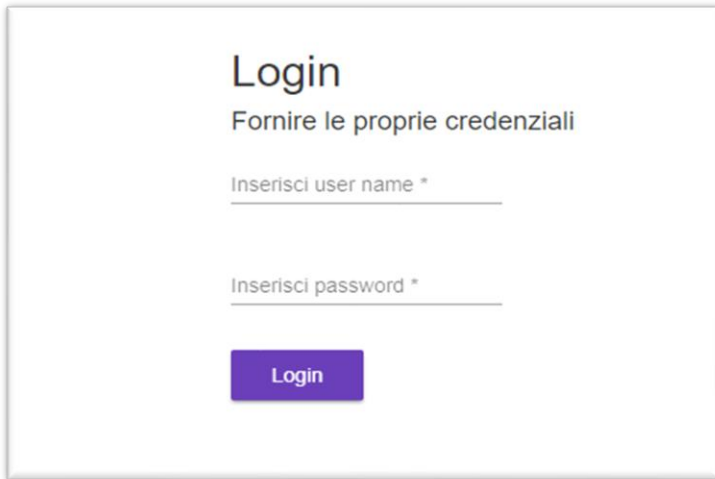 Login
Fornire le proprie credenziali
Inserisci user name *
Inserisci password *
Login